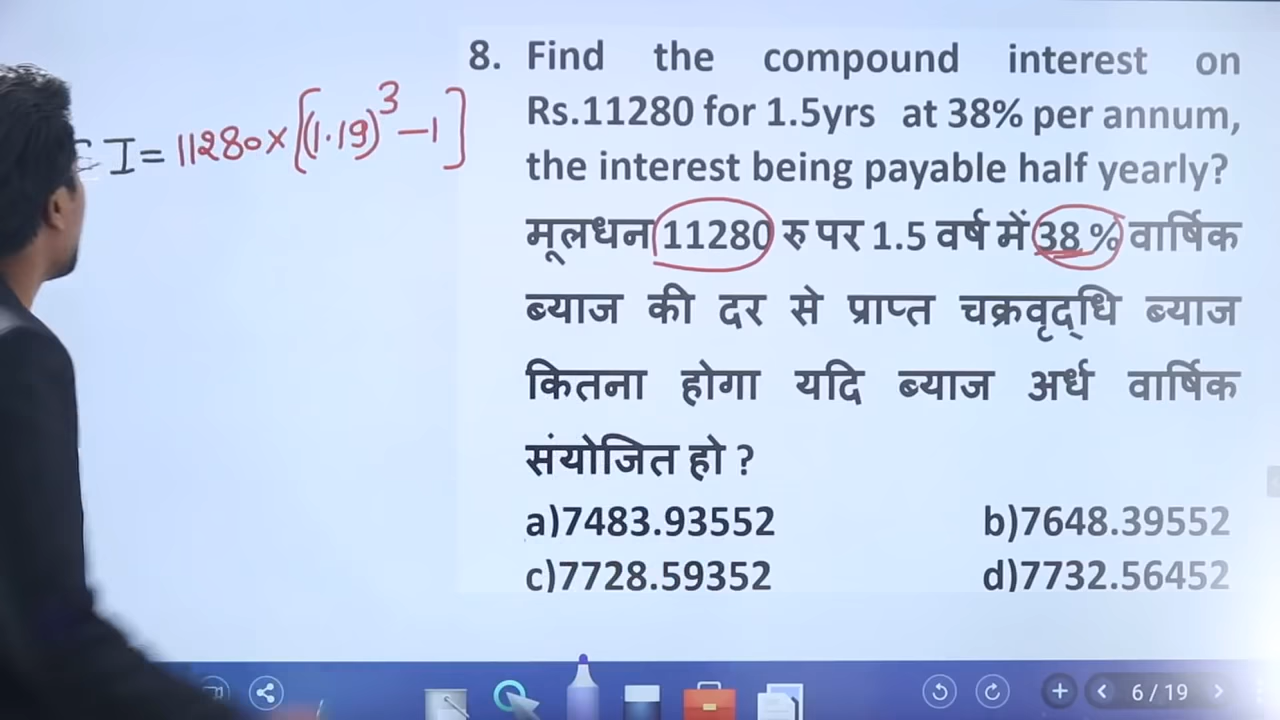 8. Find the compound interest on
Rs.11280 for 1.5yrs at 38% per annum,
the interest being payable half yearly?
मूलधन 11280 रु पर 1.5 वर्ष में 38 % वार्षिक
ब्याज की दर से प्राप्त चक्रवृद्धि ब्याज
कितना होगा यदि ब्याज अर्ध वार्षिक
संयोजित हो ?
a)7483.93552 b)7648.39552
c)7728.59352 d)7732.56452
CI = 11280 × [(1.19)^3 – 1]
6 / 19